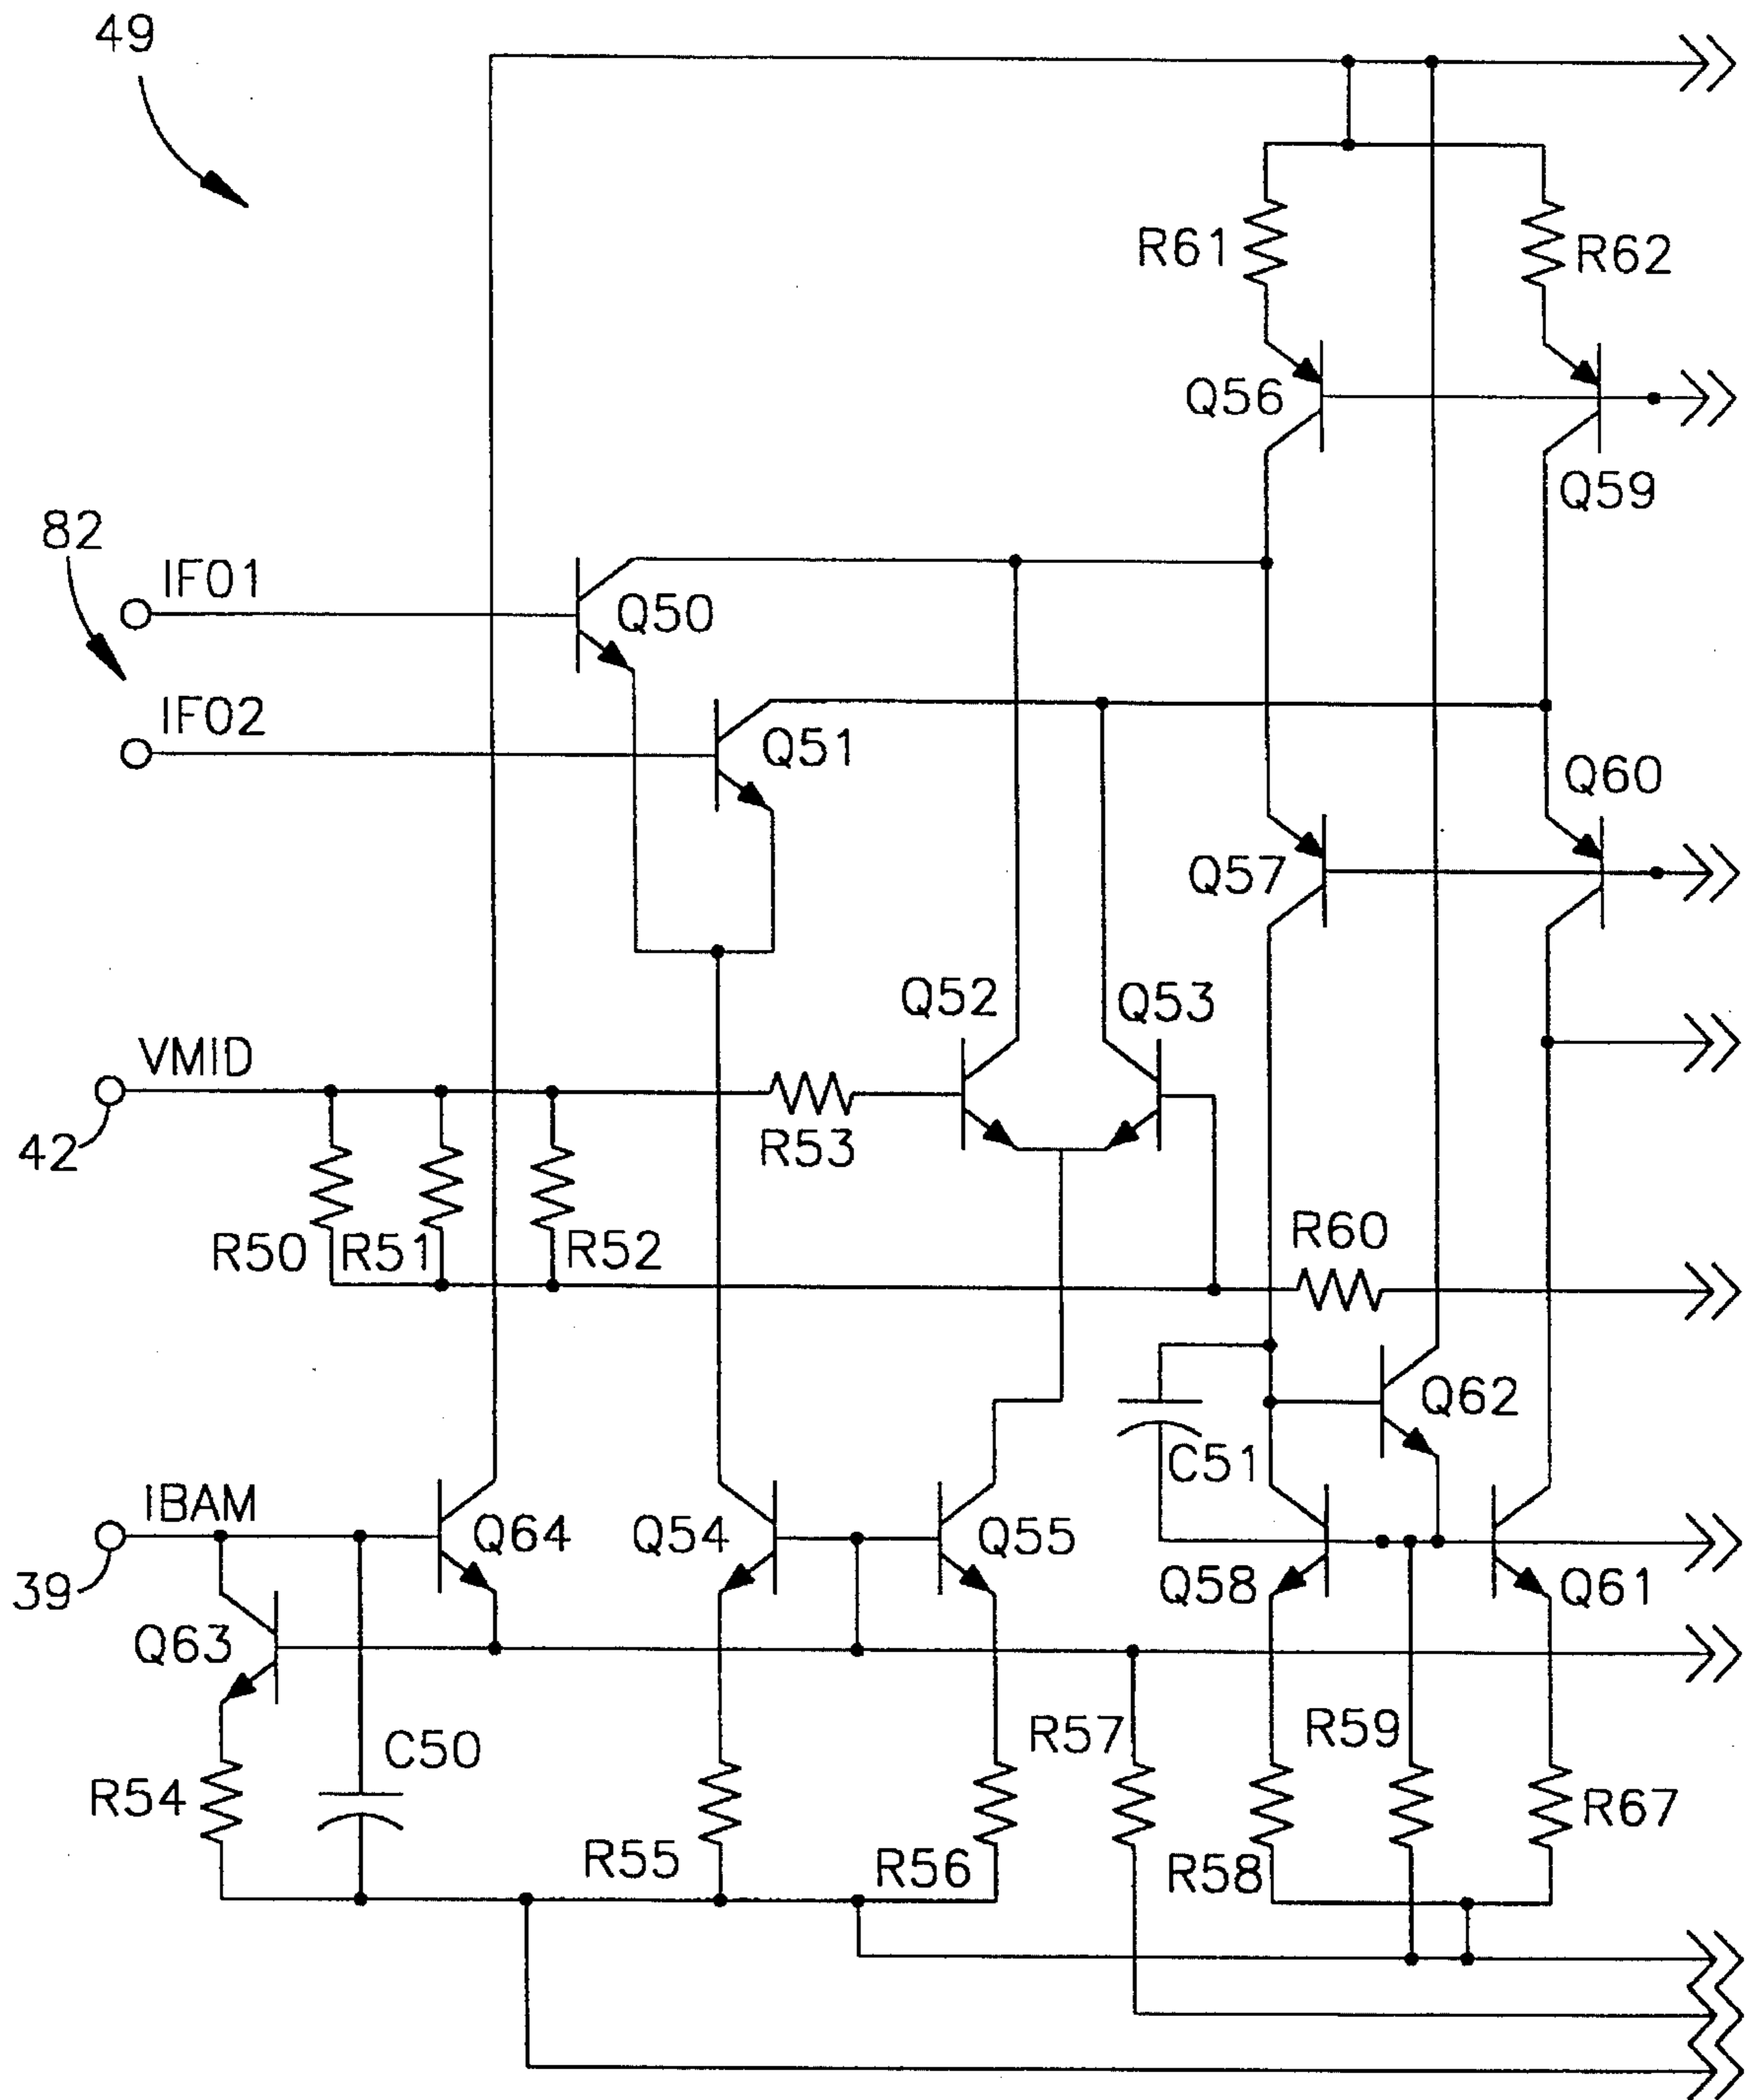 49
R61
R62
Q56
Q59
82
IF01
Q50
IF02
Q51
Q60
Q57
Q52
Q53
VMID
42
R53
R50
R51
R52
R60
Q62
C51
IBAM
Q64
Q54
Q55
39
Q58
Q61
Q63
R57
R59
C50
R54
R67
R55
R56
R58